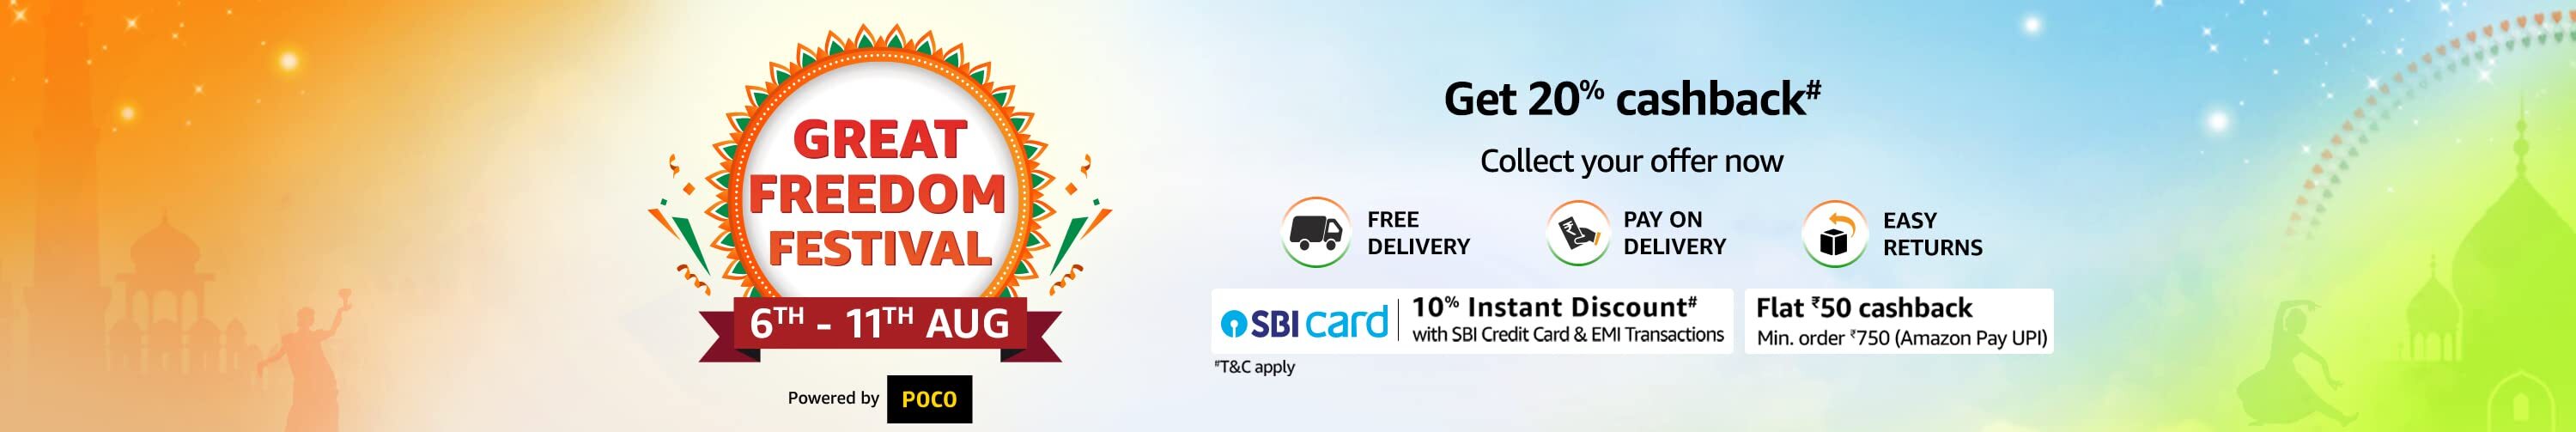 GREAT
FREEDOM
FESTIVAL
6TH - 11TH AUG
Powered by POCO
Get 20% cashback#
Collect your offer now
FREE
DELIVERY
PAY ON
DELIVERY
EASY
RETURNS
SBI card
10% Instant Discount#
with SBI Credit Card & EMI Transactions
Flat ₹50 cashback
Min. order ₹750 (Amazon Pay UPI)
#T&C apply